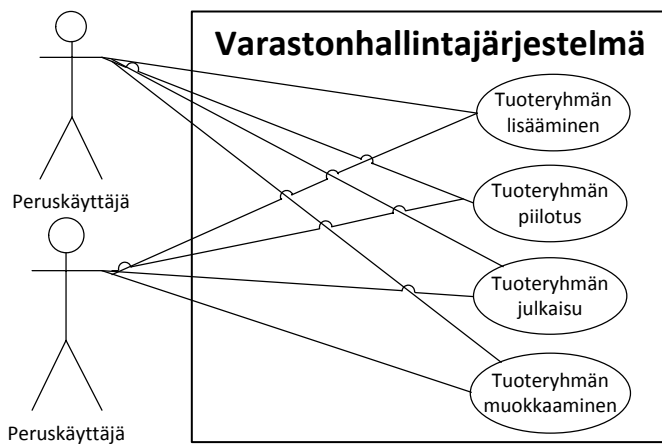 Varastonhallintajärjestelmä
Tuoteryhmän
lisääminen
Peruskäyttäjä
Tuoteryhmän
piilotus
Tuoteryhmän
julkaisu
Tuoteryhmän
muokkaaminen
Peruskäyttäjä